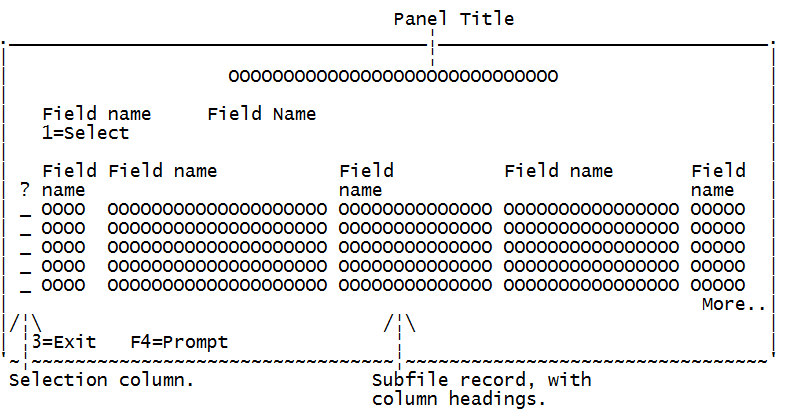 Panel Title
OOOOOOOOOOOOOOOOOOOOOOOOOOOOOO
Field name Field Name
1=Select
Field Field name Field Field name Field
? name name name
_ OOOO OOOOOOOOOOOOOOOOOOOO OOOOOOOOOOOOOO OOOOOOOOOOOOOOOO OOOOO
_ OOOO OOOOOOOOOOOOOOOOOOOO OOOOOOOOOOOOOO OOOOOOOOOOOOOOOO OOOOO
_ OOOO OOOOOOOOOOOOOOOOOOOO OOOOOOOOOOOOOO OOOOOOOOOOOOOOOO OOOOO
_ OOOO OOOOOOOOOOOOOOOOOOOO OOOOOOOOOOOOOO OOOOOOOOOOOOOOOO OOOOO
_ OOOO OOOOOOOOOOOOOOOOOOOO OOOOOOOOOOOOOO OOOOOOOOOOOOOOOO OOOOO
More..
3=Exit F4=Prompt
Selection column. Subfile record, with
column headings.